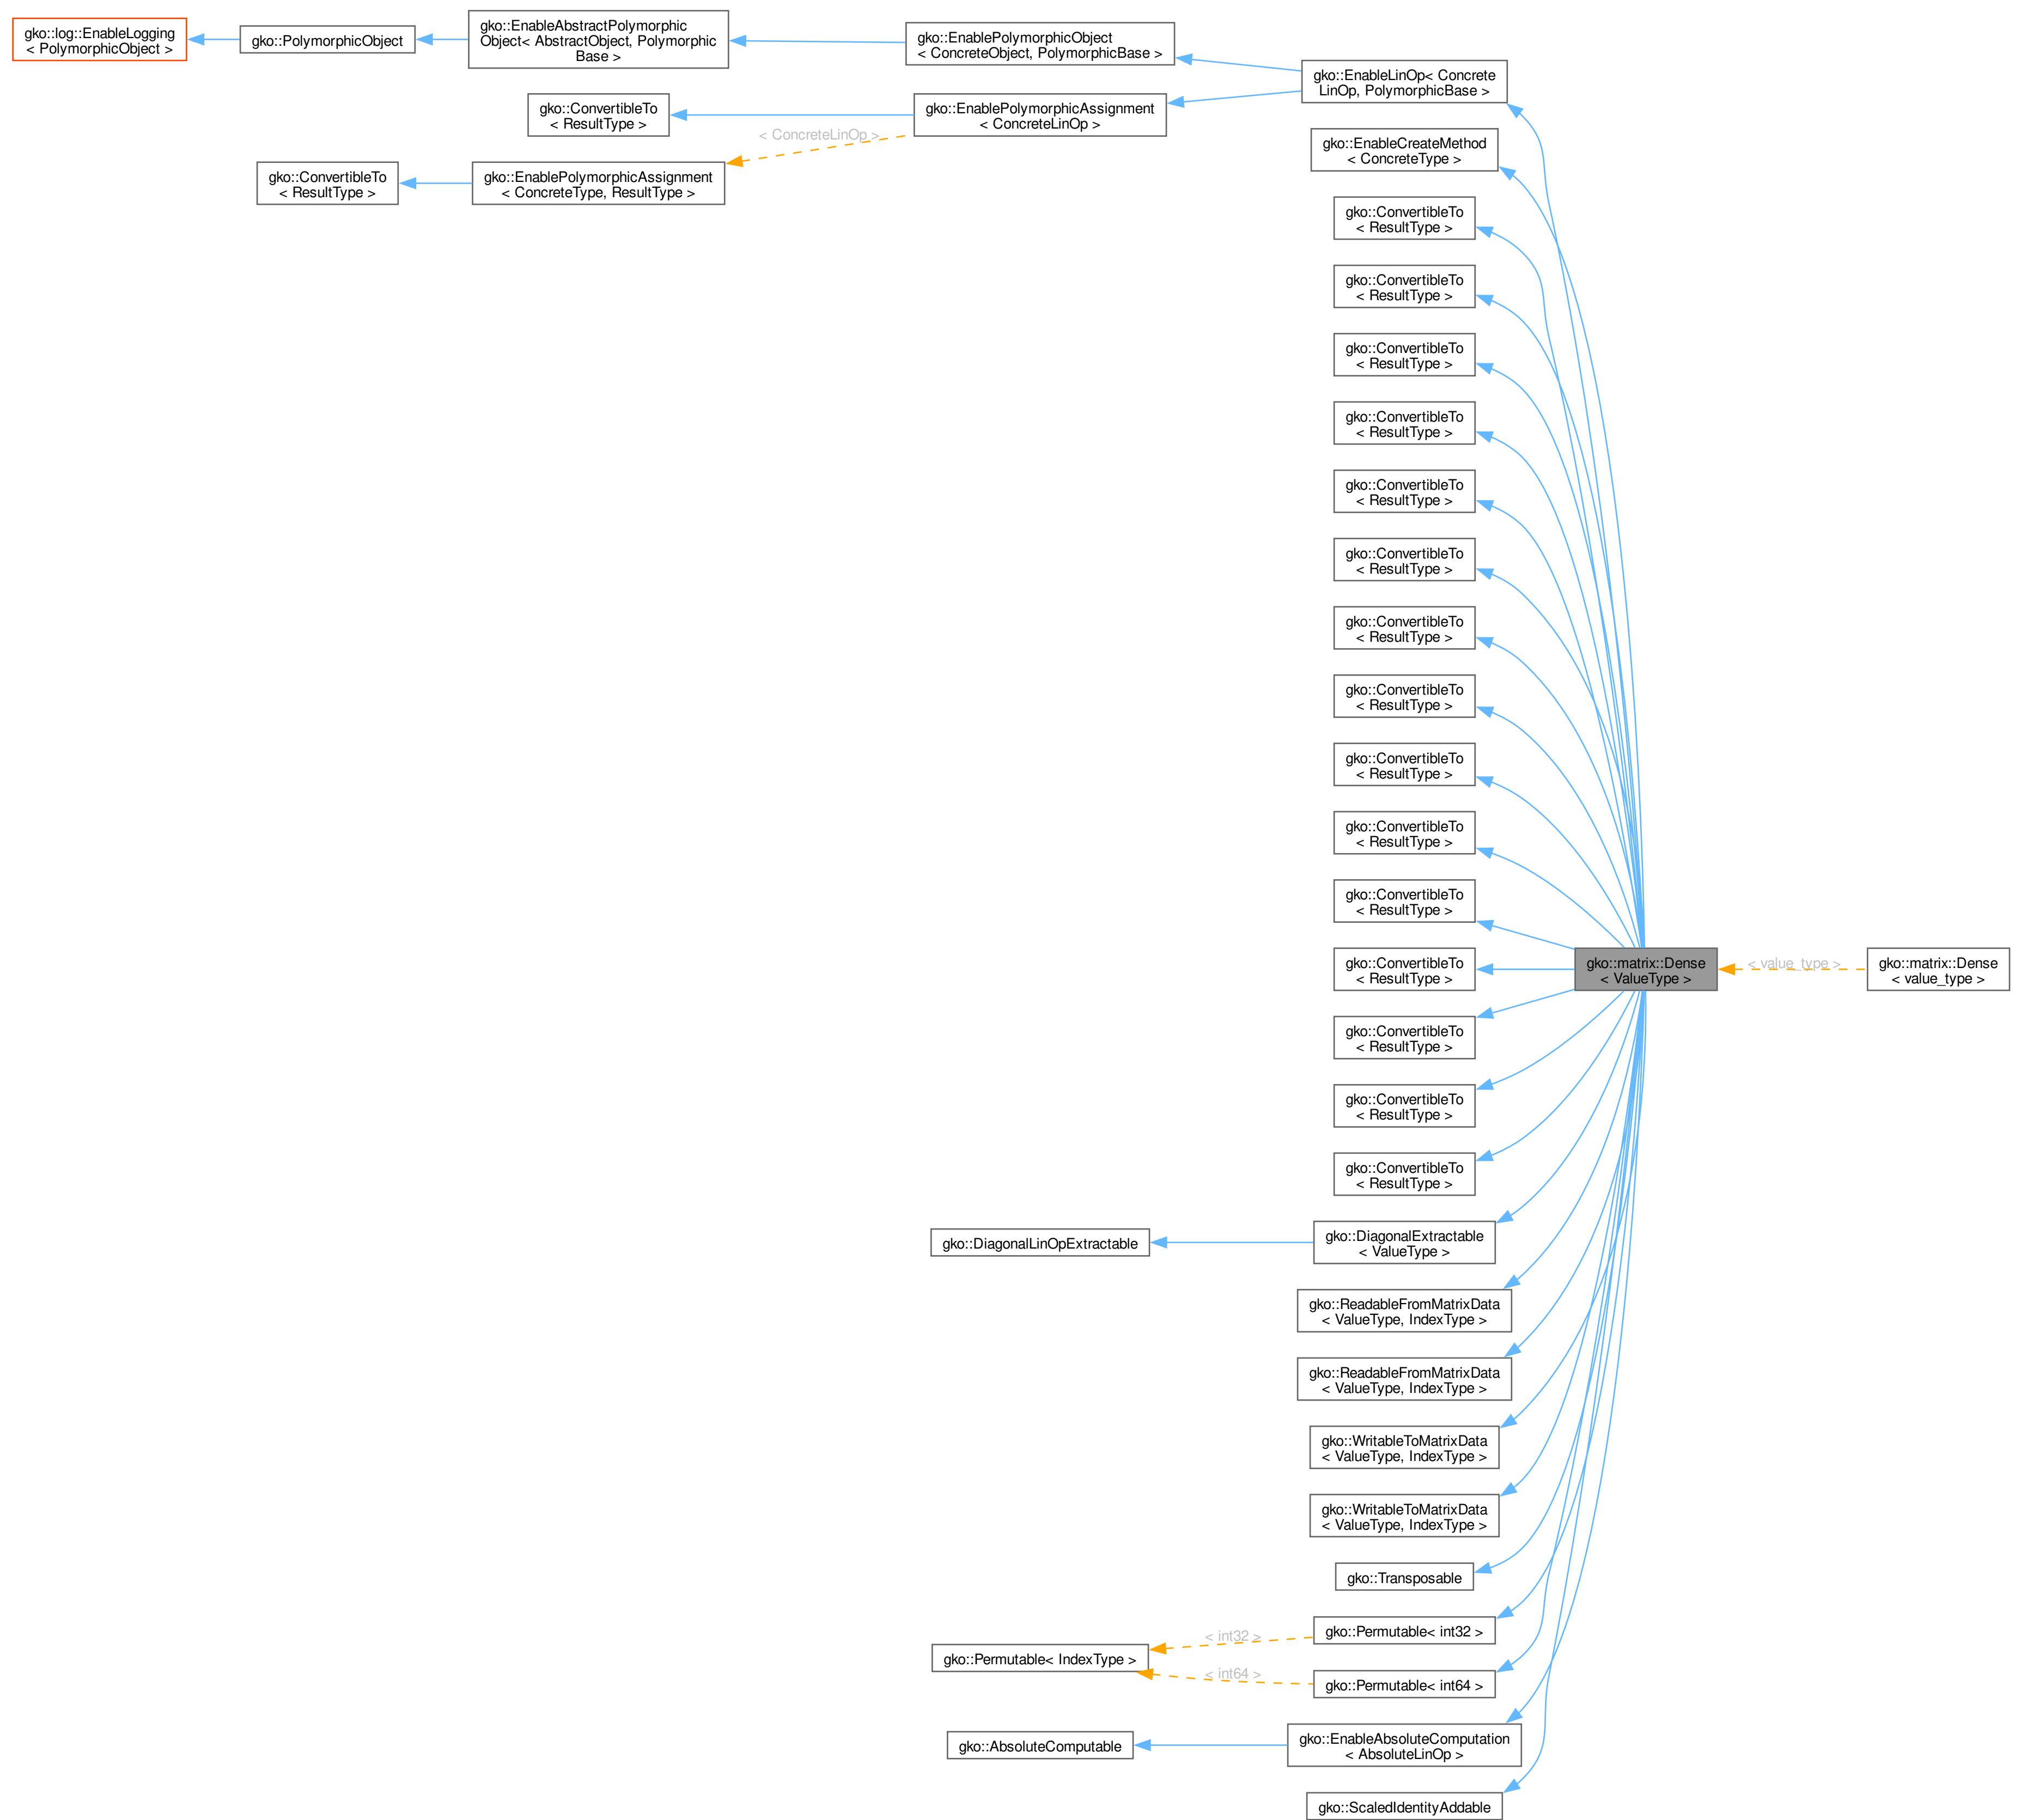 gko::log::EnableLogging
< PolymorphicObject >
gko::PolymorphicObject
gko::EnableAbstractPolymorphic
Object< AbstractObject, Polymorphic
Base >
gko::EnablePolymorphicObject
< ConcreteObject, PolymorphicBase >
gko::EnableLinOp< Concrete
LinOp, PolymorphicBase >
gko::ConvertibleTo
< ResultType >
gko::EnablePolymorphicAssignment
< ConcreteLinOp >
< ConcreteLinOp >
gko::ConvertibleTo
< ResultType >
gko::EnablePolymorphicAssignment
< ConcreteType, ResultType >
gko::EnableCreateMethod
< ConcreteType >
gko::ConvertibleTo
< ResultType >
gko::ConvertibleTo
< ResultType >
gko::ConvertibleTo
< ResultType >
gko::ConvertibleTo
< ResultType >
gko::ConvertibleTo
< ResultType >
gko::ConvertibleTo
< ResultType >
gko::ConvertibleTo
< ResultType >
gko::ConvertibleTo
< ResultType >
gko::ConvertibleTo
< ResultType >
gko::ConvertibleTo
< ResultType >
gko::ConvertibleTo
< ResultType >
gko::ConvertibleTo
< ResultType >
gko::matrix::Dense
< ValueType >
< value_type >
gko::matrix::Dense
< value_type >
gko::ConvertibleTo
< ResultType >
gko::ConvertibleTo
< ResultType >
gko::ConvertibleTo
< ResultType >
gko::DiagonalLinOpExtractable
gko::DiagonalExtractable
< ValueType >
gko::ReadableFromMatrixData
< ValueType, IndexType >
gko::ReadableFromMatrixData
< ValueType, IndexType >
gko::WritableToMatrixData
< ValueType, IndexType >
gko::WritableToMatrixData
< ValueType, IndexType >
gko::Transposable
gko::Permutable< IndexType >
< int32 >
gko::Permutable< int32 >
< int64 >
gko::Permutable< int64 >
gko::AbsoluteComputable
gko::EnableAbsoluteComputation
< AbsoluteLinOp >
gko::ScaledIdentityAddable